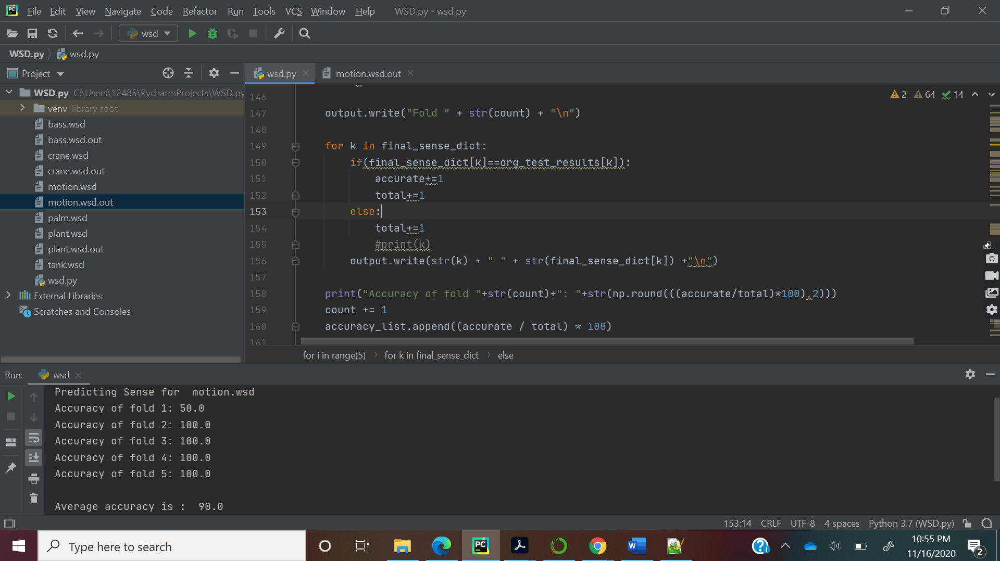 File Edit View Navigate Code Refactor Run Tools VCS Window Help WSD.py - wsd.py
wsd
WSD.py wsd.py
Project
wsd.py
motion.wsd.out
WSD.py C:\Users\12485\PycharmProjects\WSD.py
venv library root
bass.wsd
bass.wsd.out
crane.wsd
crane.wsd.out
motion.wsd
motion.wsd.out
palm.wsd
plant.wsd
plant.wsd.out
tank.wsd
wsd.py
External Libraries
Scratches and Consoles
2 64 14
146
147 output.write("Fold " + str(count) + "\n")
148
149 for k in final_sense_dict:
150 if(final_sense_dict[k]==org_test_results[k]):
151 accurate+=1
152 total+=1
153 else:
154 total+=1
155 #print(k)
156 output.write(str(k) + " " + str(final_sense_dict[k]) +"\n")
157
158 print("Accuracy of fold "+str(count)+": "+str(np.round(((accurate/total)*100),2)))
159 count += 1
160 accuracy_list.append((accurate / total) * 100)
161
for i in range(5) for k in final_sense_dict else
Run: wsd
Predicting Sense for  motion.wsd
Accuracy of fold 1: 50.0
Accuracy of fold 2: 100.0
Accuracy of fold 3: 100.0
Accuracy of fold 4: 100.0
Accuracy of fold 5: 100.0
Average accuracy is :  90.0
153:14 CRLF UTF-8 4 spaces Python 3.7 (WSD.py)
Type here to search
PC
W
10:55 PM
11/16/2020
2